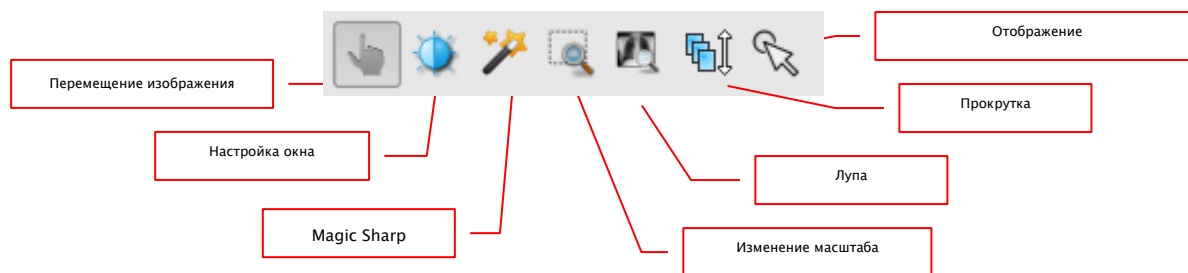 Отображение
Перемещение изображения
Прокрутка
Настройка окна
Лупа
Magic Sharp
Изменение масштаба